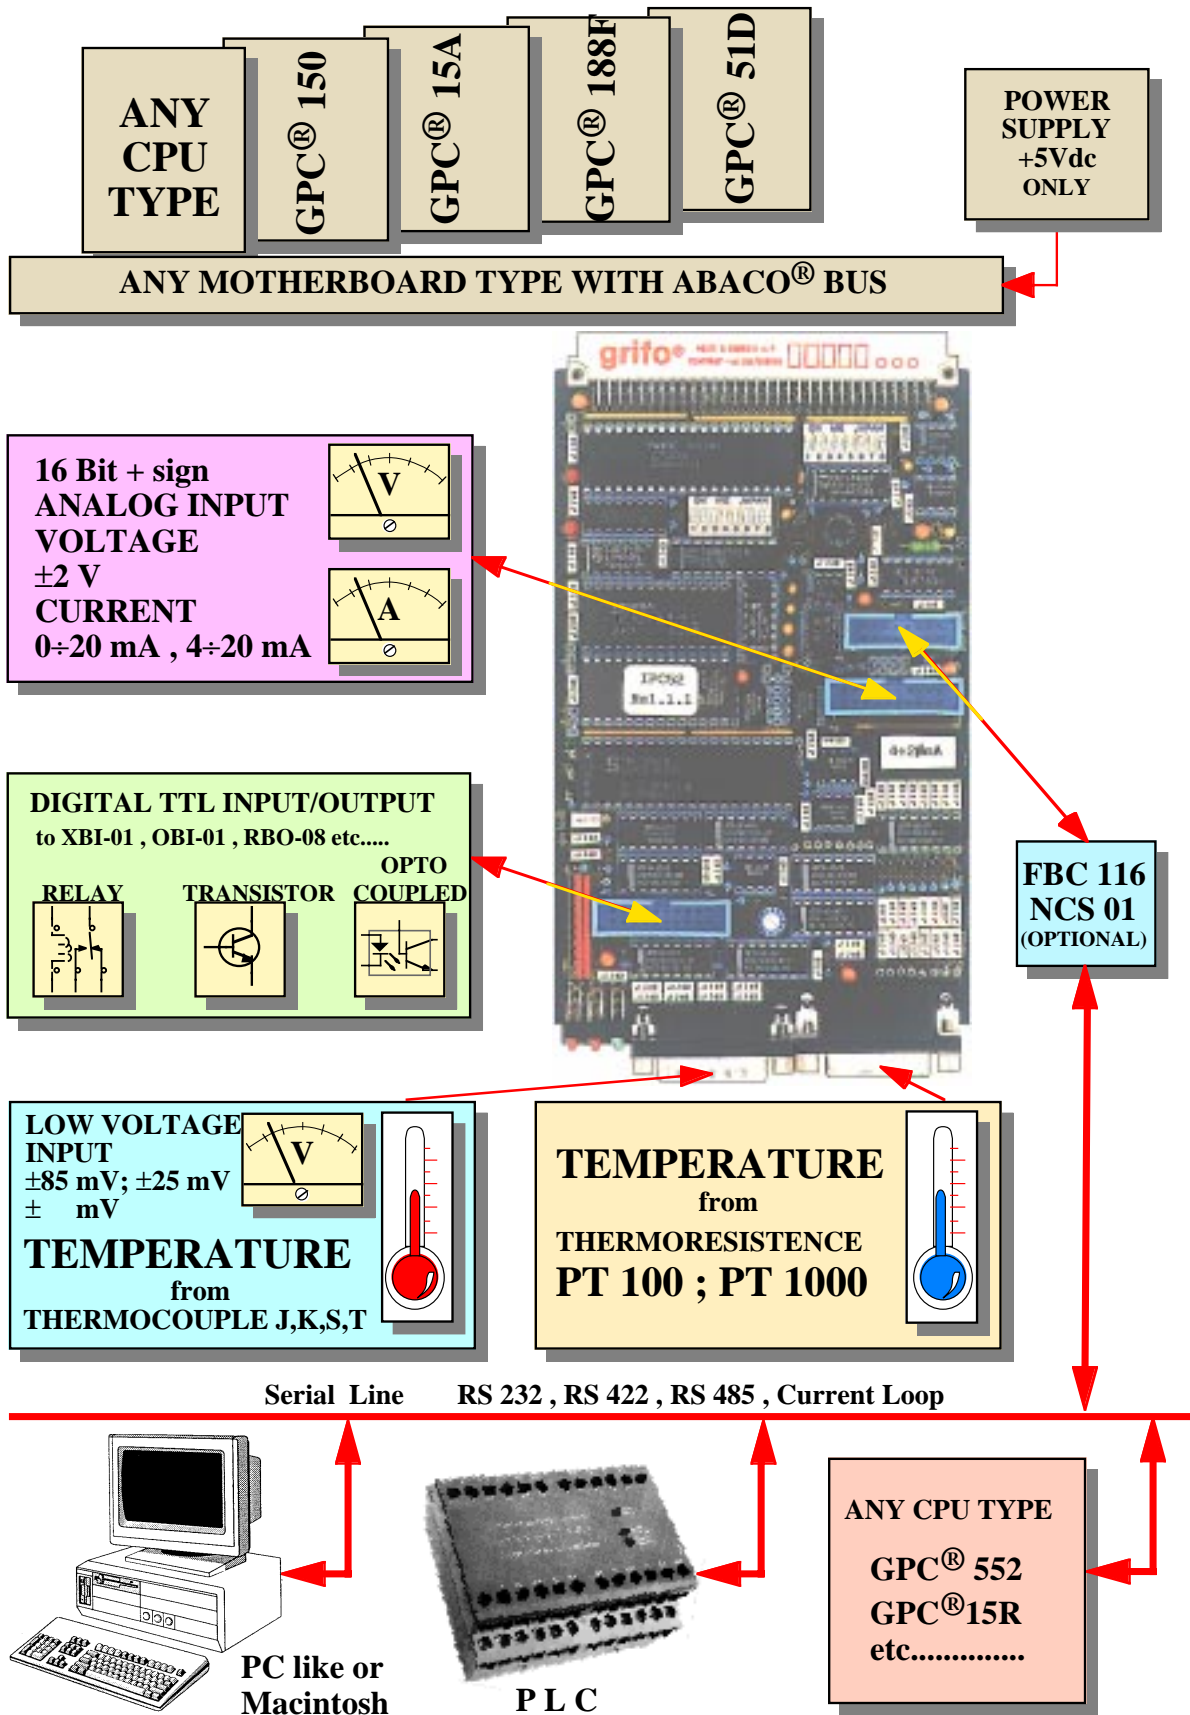 ANY
CPU
TYPE
GPC® 150
GPC® 15A
GPC® 188F
GPC® 51D
POWER
SUPPLY
+5Vdc
ONLY
ANY MOTHERBOARD TYPE WITH ABACO® BUS
grifo®
16 Bit + sign
ANALOG INPUT
VOLTAGE
±2 V
CURRENT
0÷20 mA , 4÷20 mA
V
A
IPC52
4÷20mA
DIGITAL TTL INPUT/OUTPUT
to XBI-01 , OBI-01 , RBO-08 etc.....
RELAY
TRANSISTOR
OPTO
COUPLED
FBC 116
NCS 01
(OPTIONAL)
LOW VOLTAGE
INPUT
±85 mV; ±25 mV
± mV
V
TEMPERATURE
from
THERMOCOUPLE J,K,S,T
TEMPERATURE
from
THERMORESISTENCE
PT 100 ; PT 1000
Serial Line RS 232 , RS 422 , RS 485 , Current Loop
PC like or
Macintosh
P L C
ANY CPU TYPE
GPC® 552
GPC®15R
etc..............